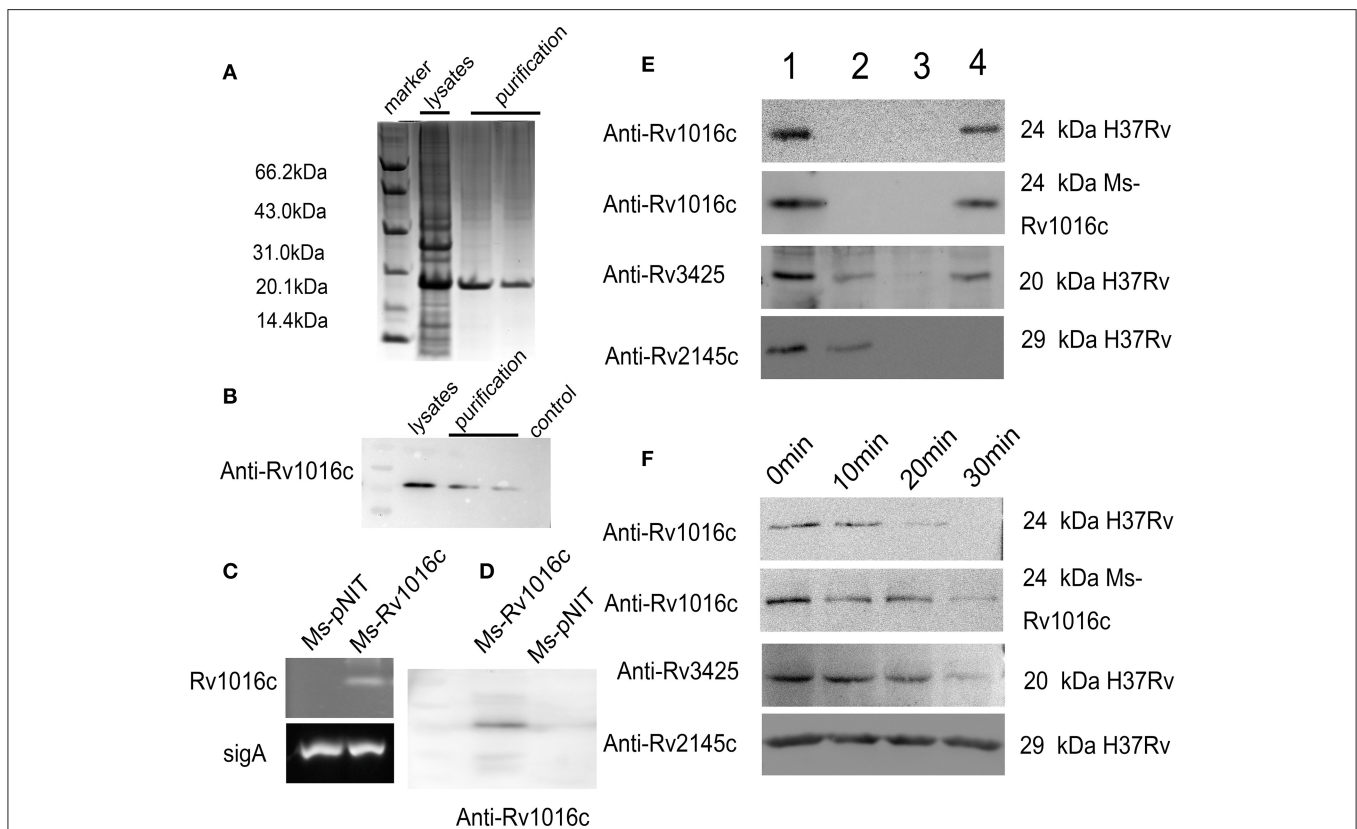 A
marker
lysates
purification
66.2kDa
43.0kDa
31.0kDa
20.1kDa
14.4kDa
B
lysates
purification
control
Anti-Rv1016c
C
Ms-pNIT
Ms-Rv1016c
Rv1016c
sigA
D
Ms-Rv1016c
Ms-pNIT
Anti-Rv1016c
E
1 2 3 4
Anti-Rv1016c 24 kDa H37Rv
Anti-Rv1016c 24 kDa Ms-
Rv1016c
Anti-Rv3425 20 kDa H37Rv
Anti-Rv2145c 29 kDa H37Rv
F
0min 10min 20min 30min
Anti-Rv1016c 24 kDa H37Rv
Anti-Rv1016c 24 kDa Ms-
Rv1016c
Anti-Rv3425 20 kDa H37Rv
Anti-Rv2145c 29 kDa H37Rv